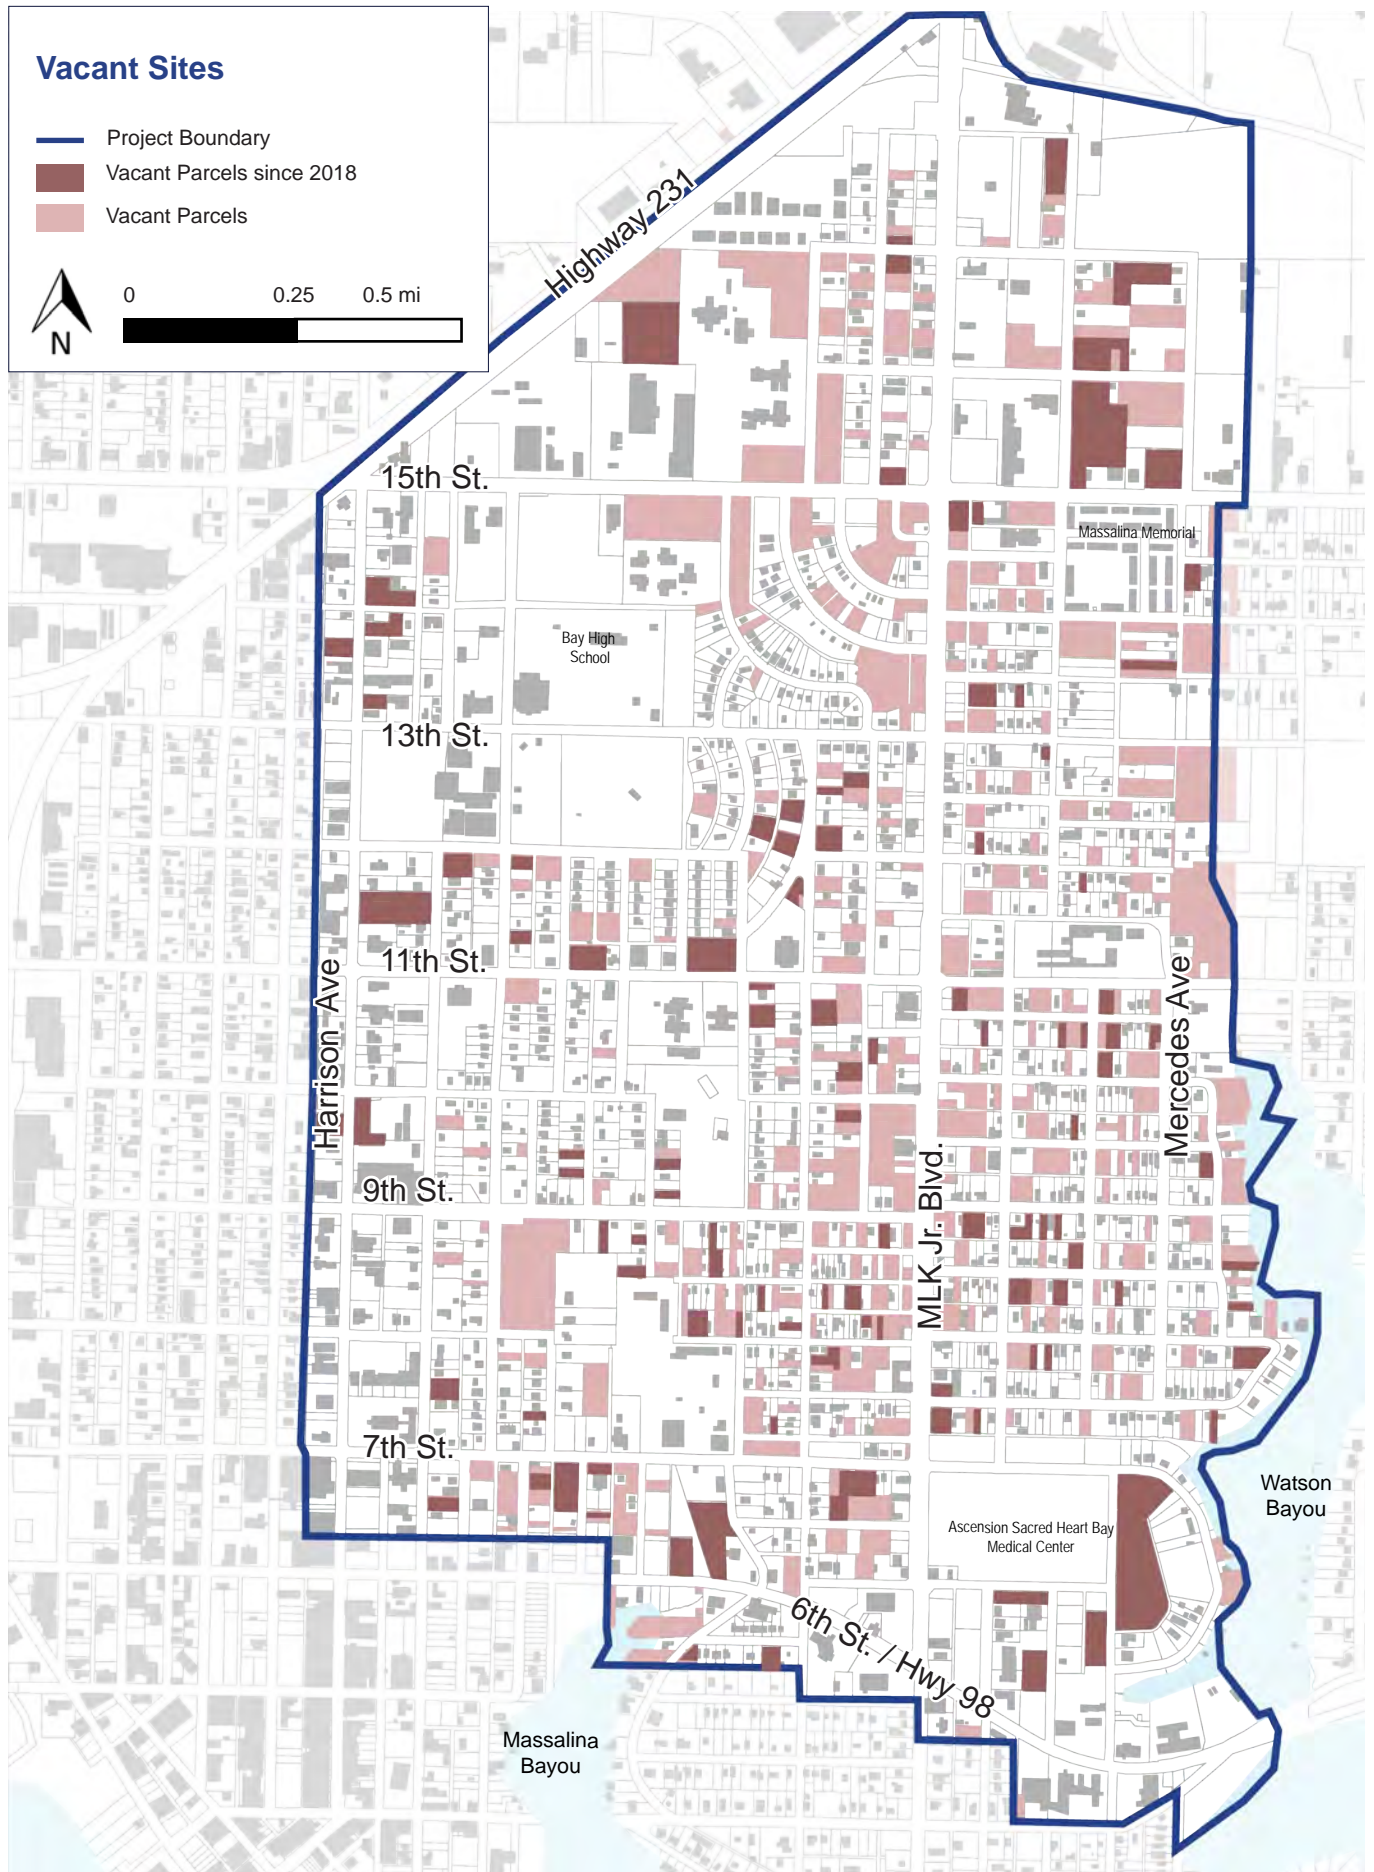 Vacant Sites
Project Boundary
Vacant Parcels since 2018
Vacant Parcels
N
0 0.25 0.5 mi
Highway 231
15th St.
Massalina Memorial
Bay High
School
13th St.
11th St.
Harrison Ave
Mercedes Ave
9th St.
MLK Jr. Blvd.
7th St.
Watson
Bayou
Ascension Sacred Heart Bay
Medical Center
6th St. / Hwy 98
Massalina
Bayou